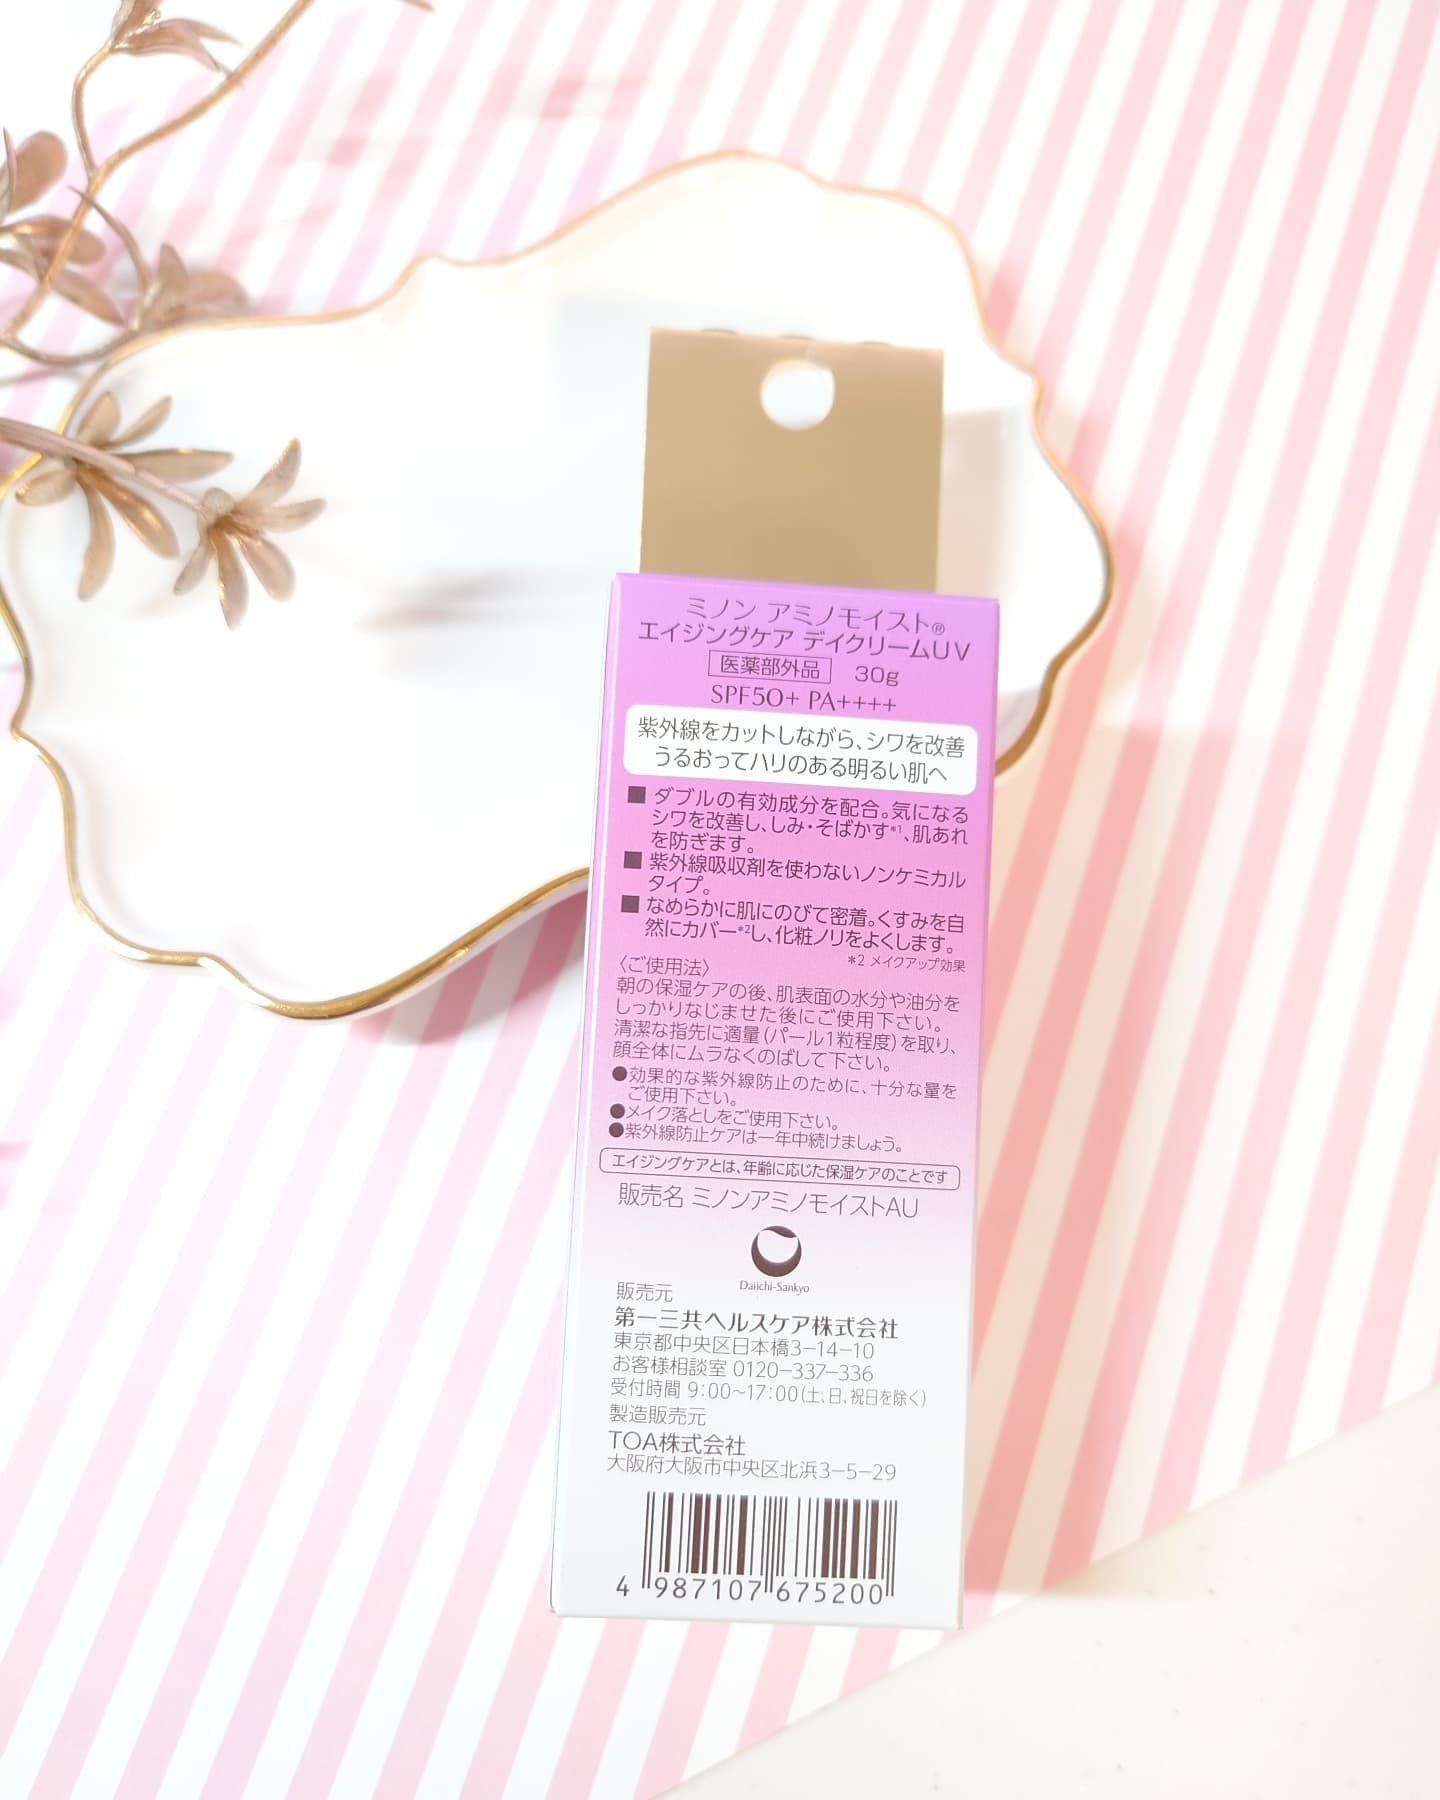 ミノン アミノモイスト®
エイジングケア デイクリームUV
医薬部外品 30g
SPF50+ PA++++
紫外線をカットしながら、シワを改善
うるおってハリのある明るい肌へ
■ ダブルの有効成分を配合。気になる
シワを改善し、しみ・そばかす*1、肌あれ
を防ぎます。
■ 紫外線吸収剤を使わないノンケミカル
タイプ。
■ なめらかに肌にのびて密着。くすみを自
然にカバー*2し、化粧ノリをよくします。
*2 メイクアップ効果
〈ご使用法〉
朝の保湿ケアの後、肌表面の水分や油分を
しっかりなじませた後にご使用下さい。
清潔な指先に適量(パール1粒程度)を取り、
顔全体にムラなくのばして下さい。
●効果的な紫外線防止のために、十分な量を
ご使用下さい。
●メイク落としをご使用下さい。
●紫外線防止ケアは一年中続けましょう。
エイジングケアとは、年齢に応じた保湿ケアのことです
販売名 ミノンアミノモイストAU
Daiichi-Sankyo
販売元
第一三共ヘルスケア株式会社
東京都中央区日本橋3-14-10
お客様相談室 0120-337-336
受付時間 9:00~17:00(土、日、祝日を除く)
製造販売元
TOA株式会社
大阪府大阪市中央区北浜3-5-29
4 987107 675200